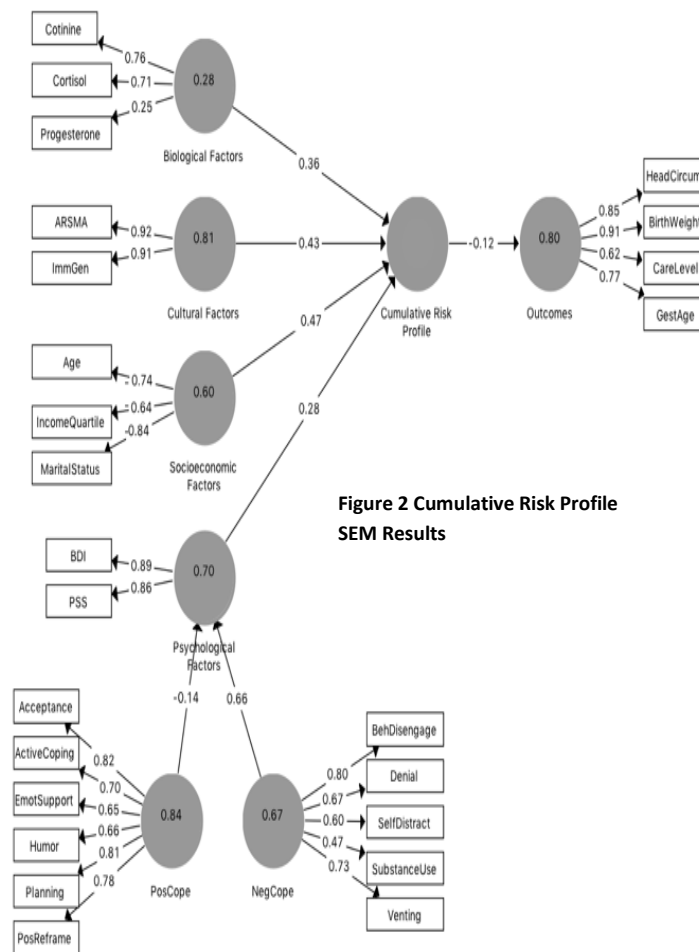 Cotinine
0.76
Cortisol
0.71
0.28
0.25
Progesterone
Biological Factors
0.36
ARSMA
0.92
0.81
0.91
ImmGen
Cultural Factors
0.43
Cumulative Risk
Profile
-0.12
0.80
Outcomes
HeadCircum
0.85
BirthWeight
0.91
0.62
CareLevel
0.77
GestAge
0.47
Age
-0.74
0.60
-0.64
IncomeQuartile
-0.84
MaritalStatus
Socioeconomic
Factors
0.28
Figure 2 Cumulative Risk Profile
SEM Results
BDI
0.89
0.70
0.86
PSS
Psychological
Factors
-0.14
0.66
Acceptance
0.82
ActiveCoping
0.70
EmotSupport
0.65
0.84
0.66
Humor
0.81
Planning
0.78
PosReframe
PosCope
BehDisengage
0.80
Denial
0.67
0.67
0.60
SelfDistract
0.47
SubstanceUse
0.73
Venting
NegCope